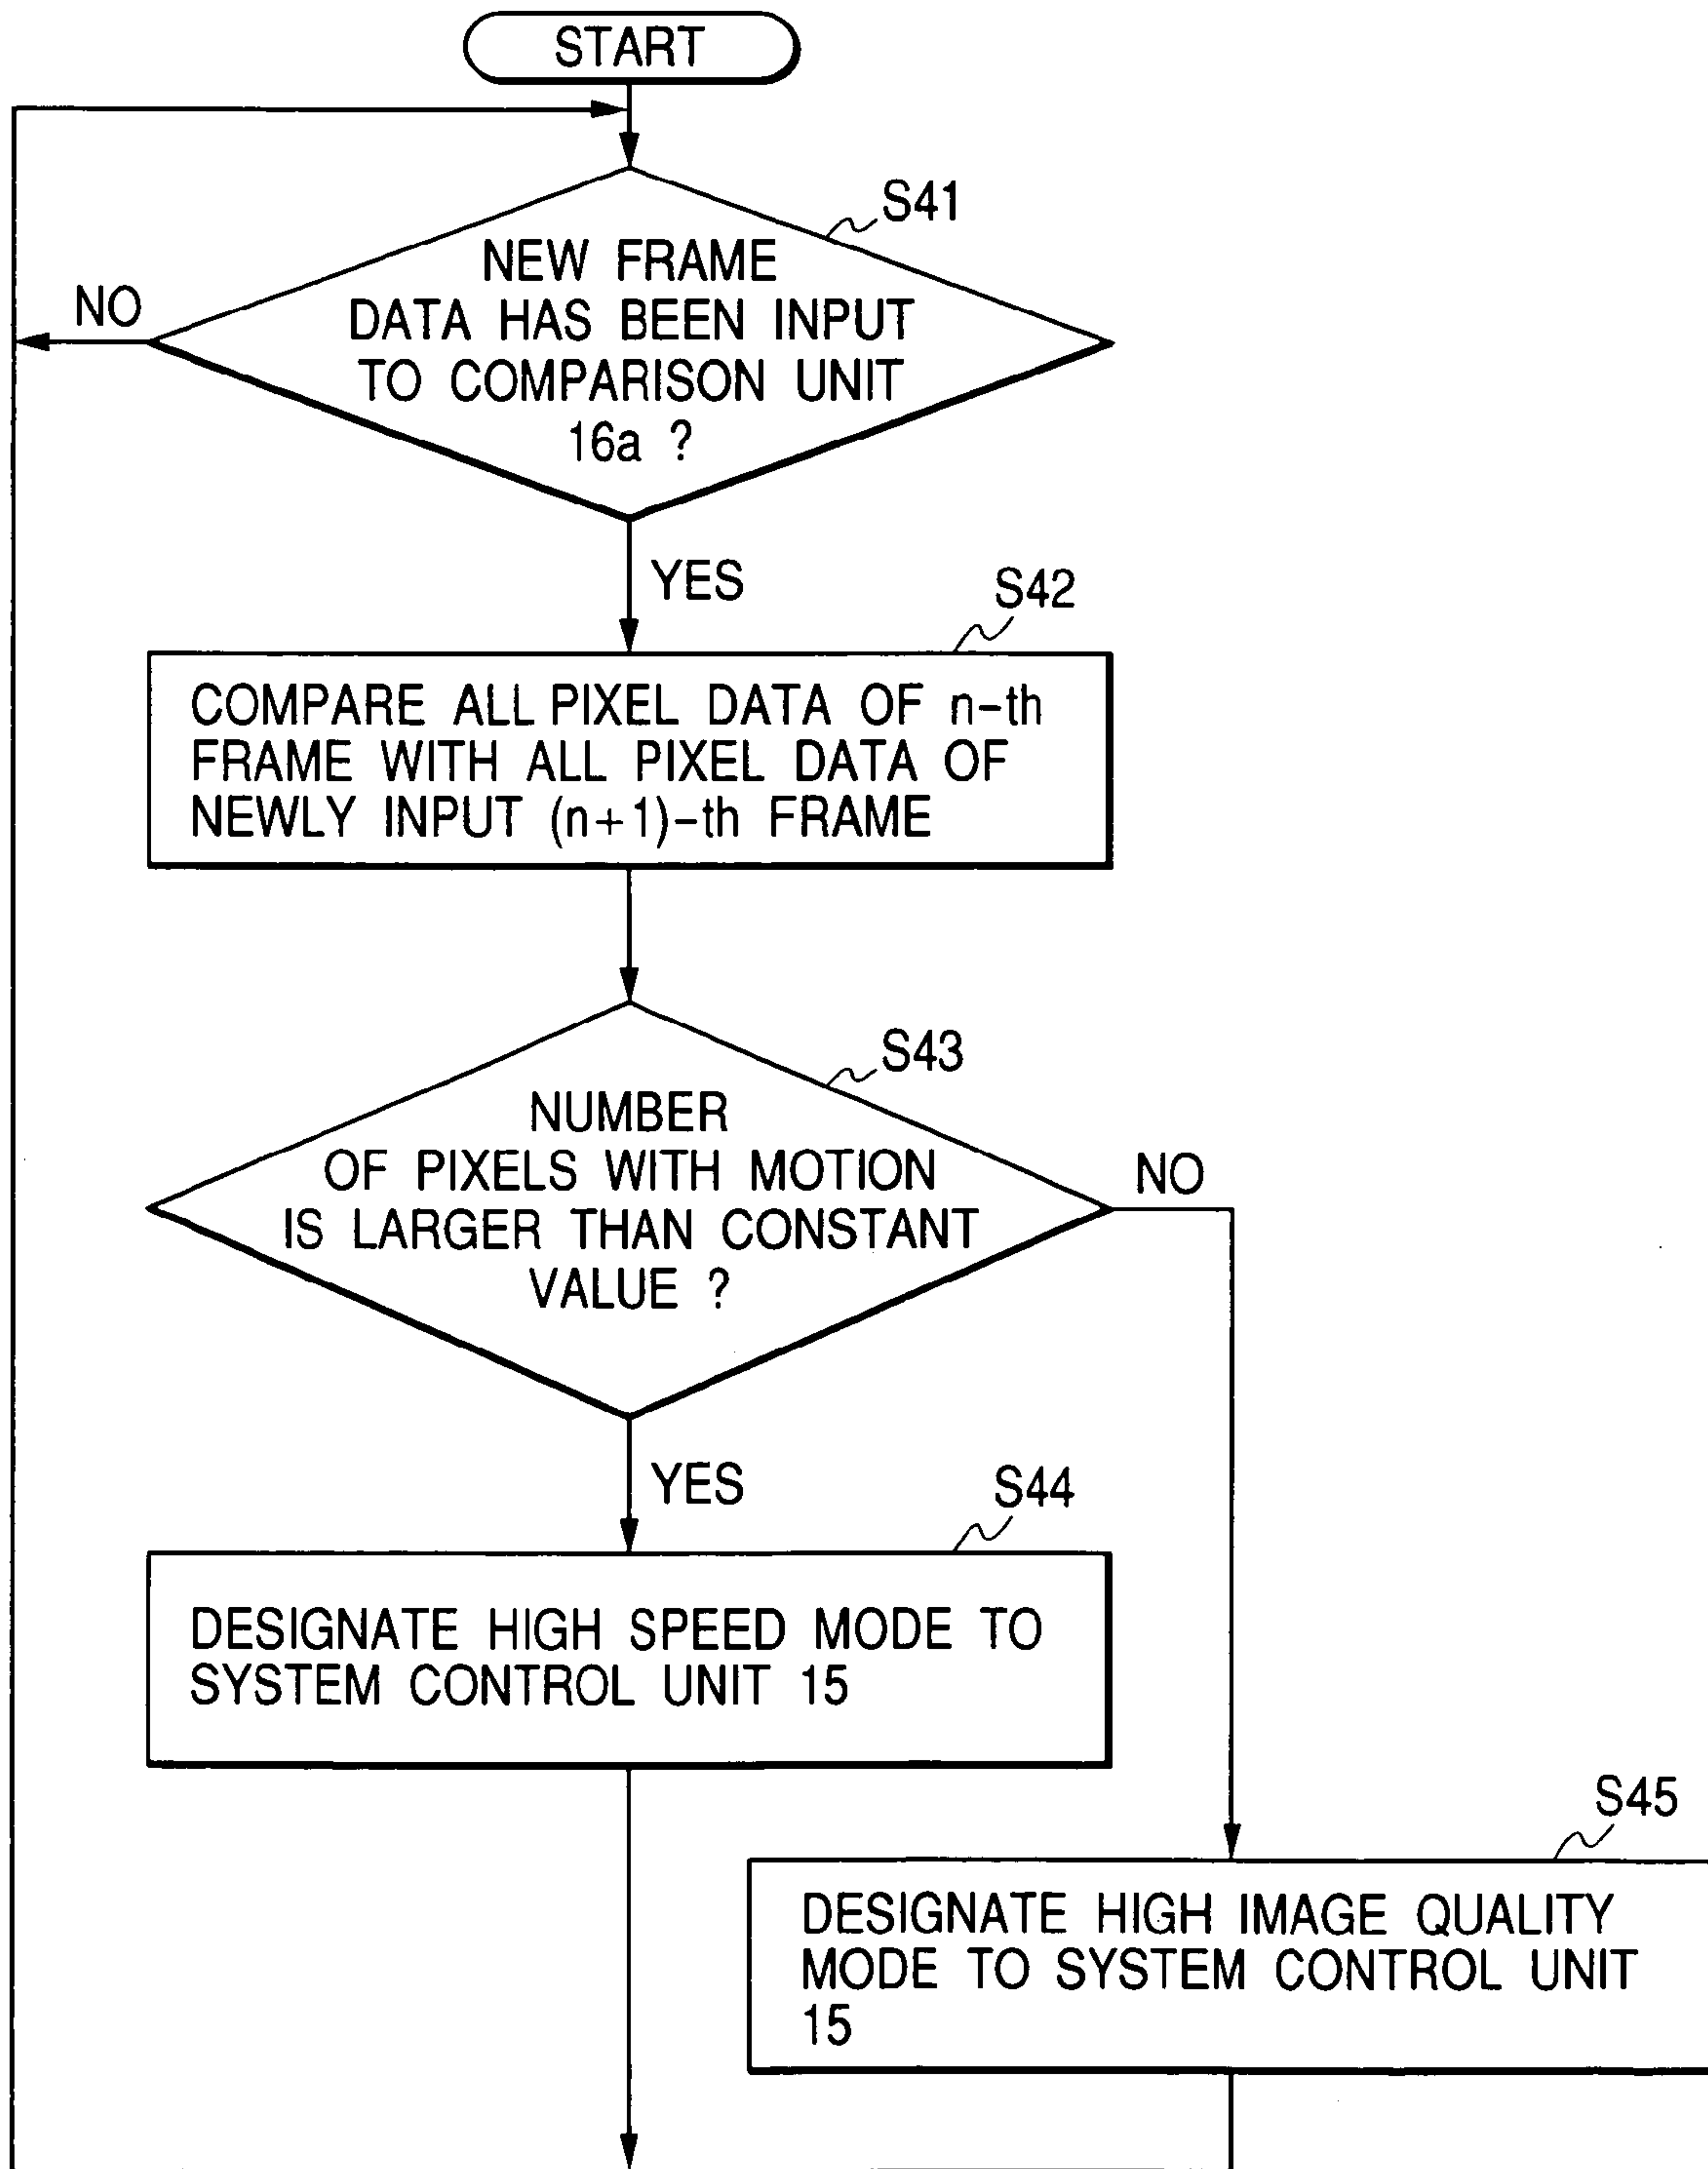 START
S41
NEW FRAME
DATA HAS BEEN INPUT
TO COMPARISON UNIT
16a ?
NO
YES
S42
COMPARE ALL PIXEL DATA OF n-th
FRAME WITH ALL PIXEL DATA OF
NEWLY INPUT (n+1)-th FRAME
S43
NUMBER
OF PIXELS WITH MOTION
IS LARGER THAN CONSTANT
VALUE ?
NO
YES
S44
DESIGNATE HIGH SPEED MODE TO
SYSTEM CONTROL UNIT 15
S45
DESIGNATE HIGH IMAGE QUALITY
MODE TO SYSTEM CONTROL UNIT
15